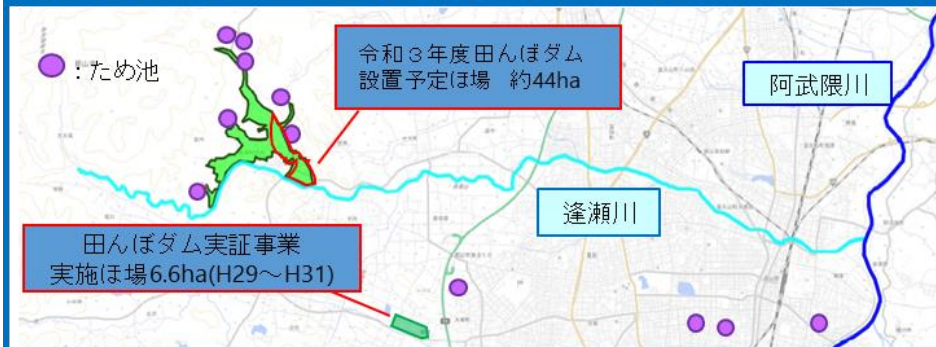 :ため池
令和３年度田んぼダム
設置予定ほ場　約44ha
阿武隈川
逢瀬川
田んぼダム実証事業
実施ほ場6.6ha(H29～H31)